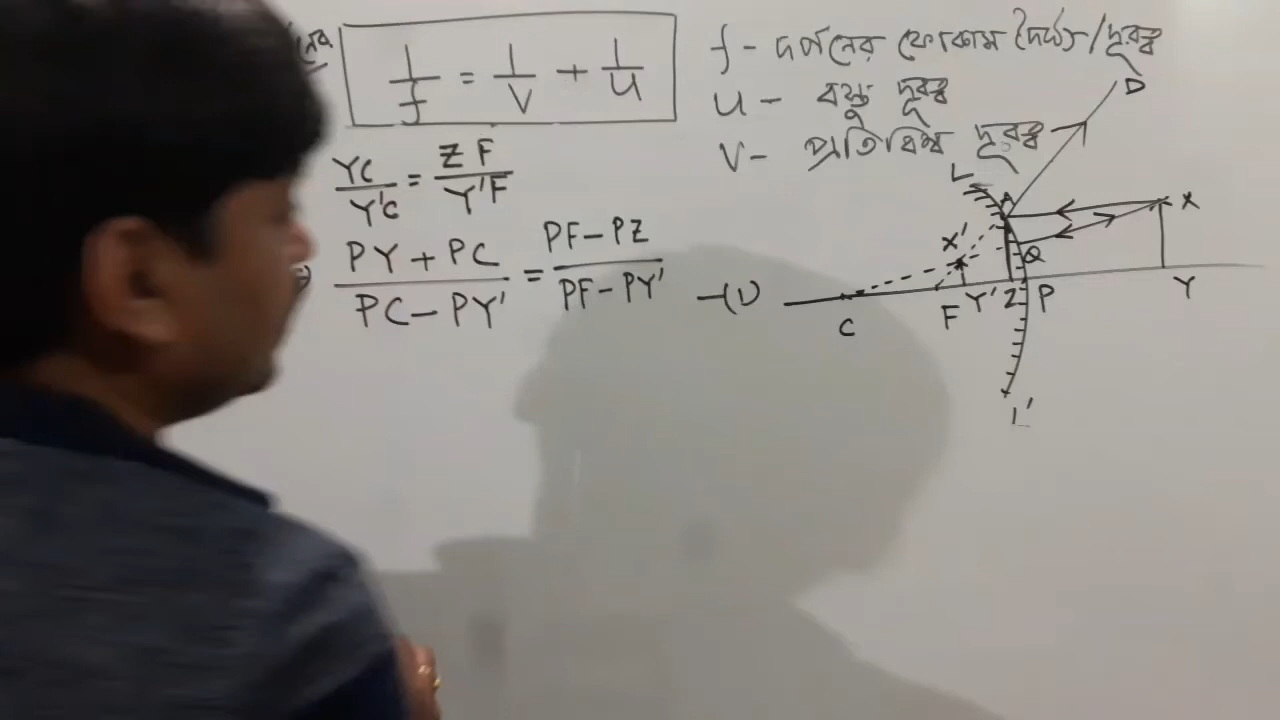 1/f = 1/v + 1/u
f - দর্পনের ফোকাস দৈর্ঘ্য/দূরত্ব
u - বস্তু দূরত্ব
v - প্রতিবিম্ব দূরত্ব
YC/Y'C = ZF/Y'F
(PY + PC)/(PC - PY') = (PF - PZ)/(PF - PY') —(1)
D
L
A
X
X'
Q
C
F
Y'
Z
P
Y
L'